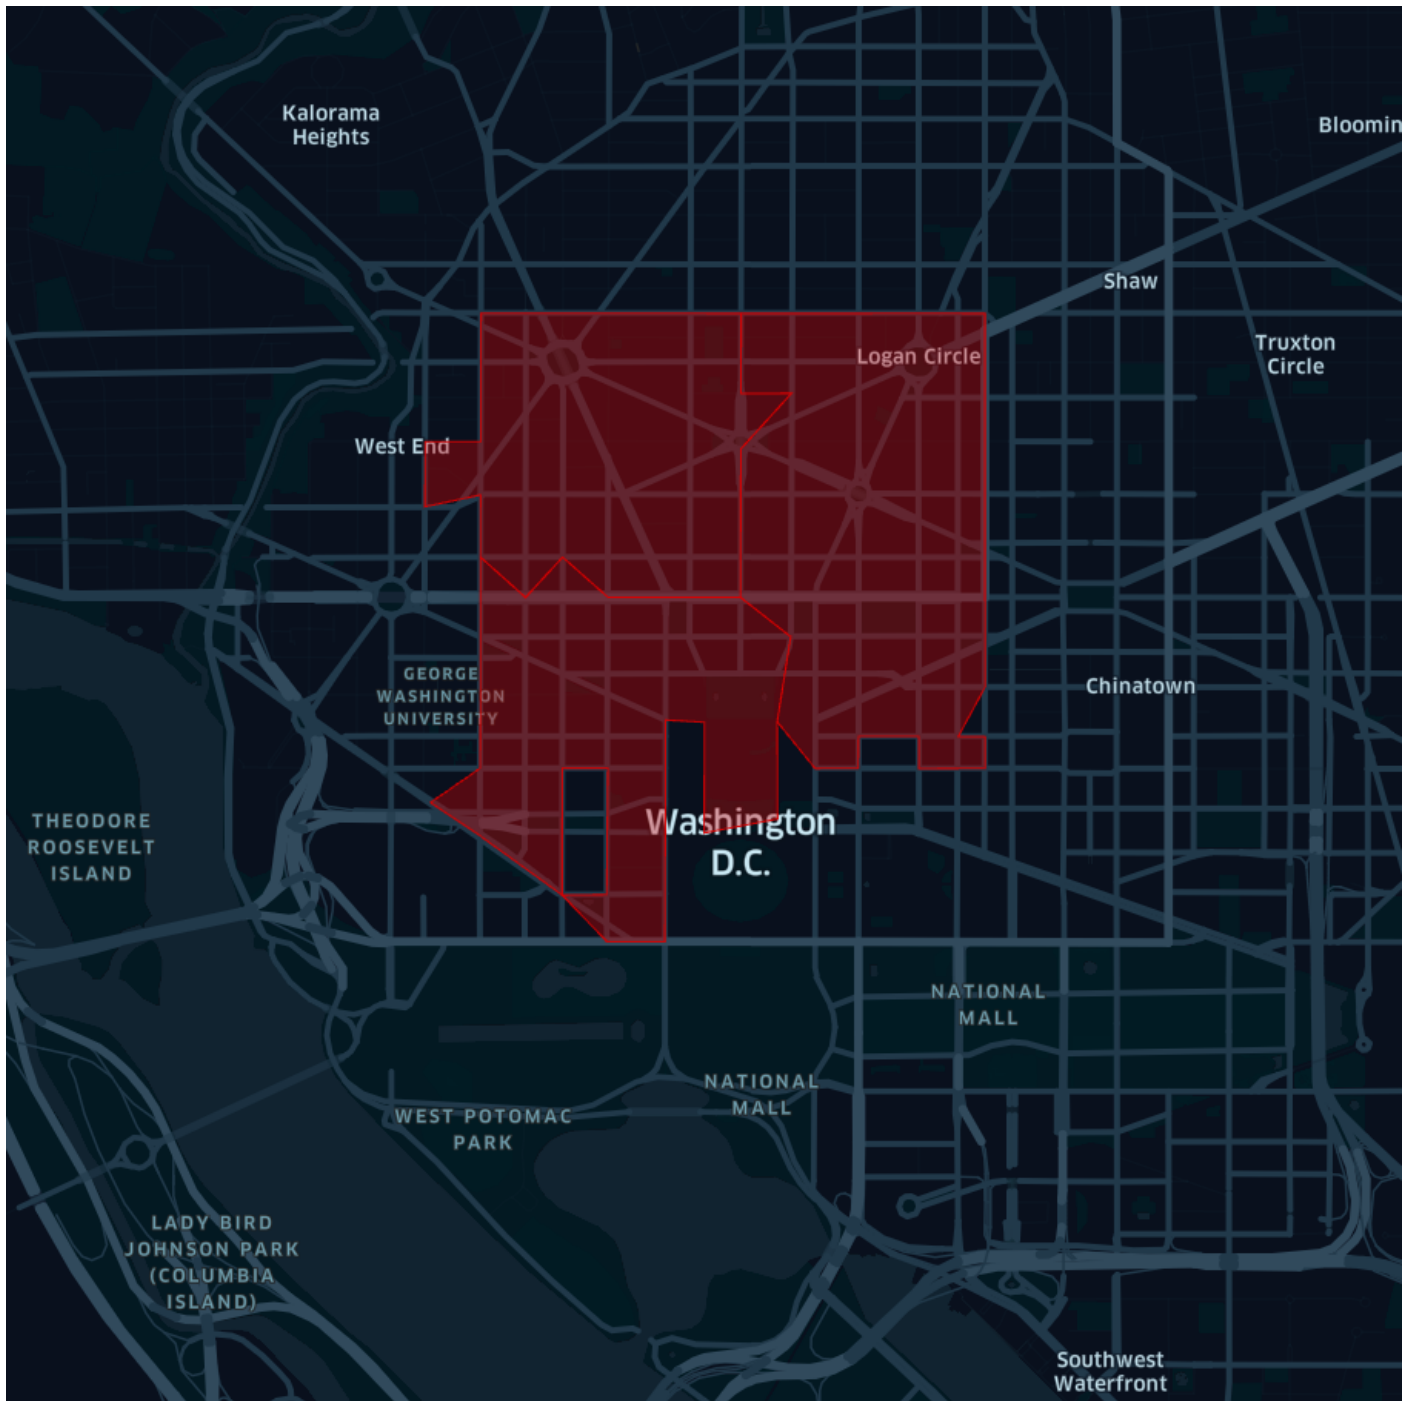 Kalorama
Heights
Bloomin
Shaw
Truxton
Circle
Logan Circle
West End
GEORGE
WASHINGTON
UNIVERSITY
Chinatown
THEODORE
ROOSEVELT
ISLAND
Washington
D.C.
NATIONAL
MALL
NATIONAL
MALL
WEST POTOMAC
PARK
LADY BIRD
JOHNSON PARK
(COLUMBIA
ISLAND)
Southwest
Waterfront